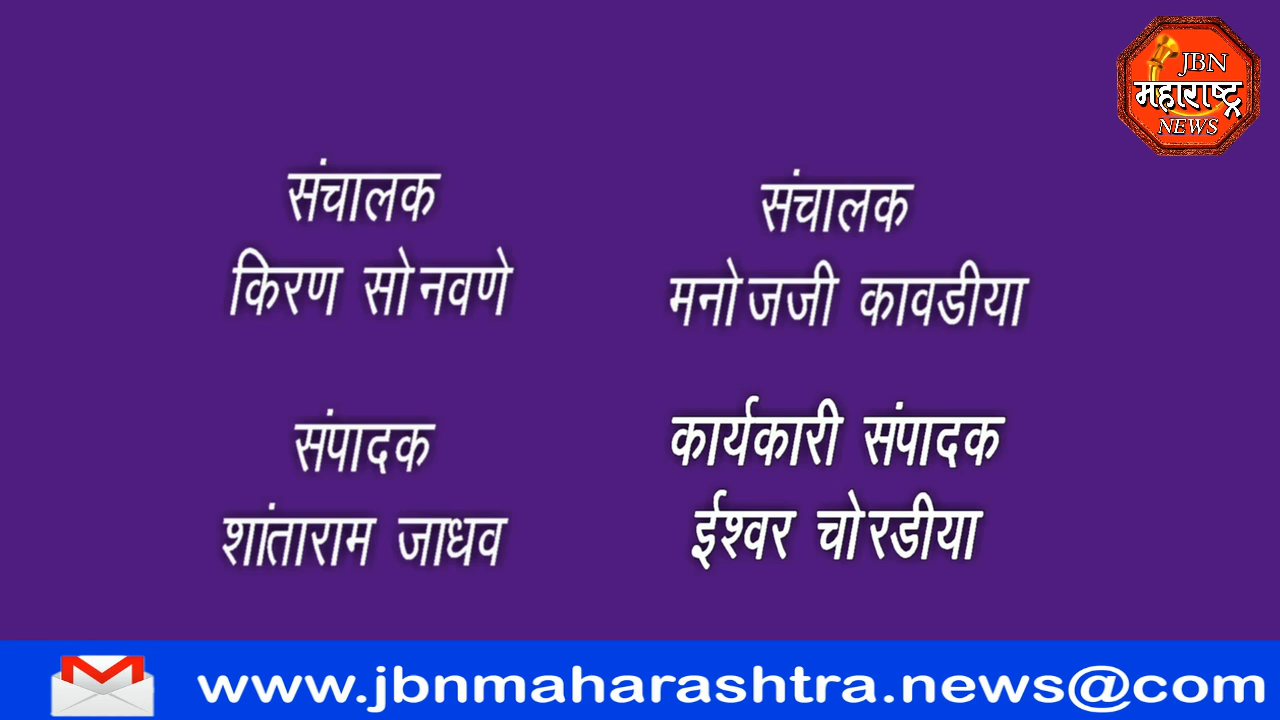 JBN
महाराष्ट्र
NEWS
संचालक
किरण सोनवणे
संचालक
मनोजजी कावडीया
संपादक
शांताराम जाधव
कार्यकारी संपादक
ईश्वर चोरडीया
www.jbnmaharashtra.news@com